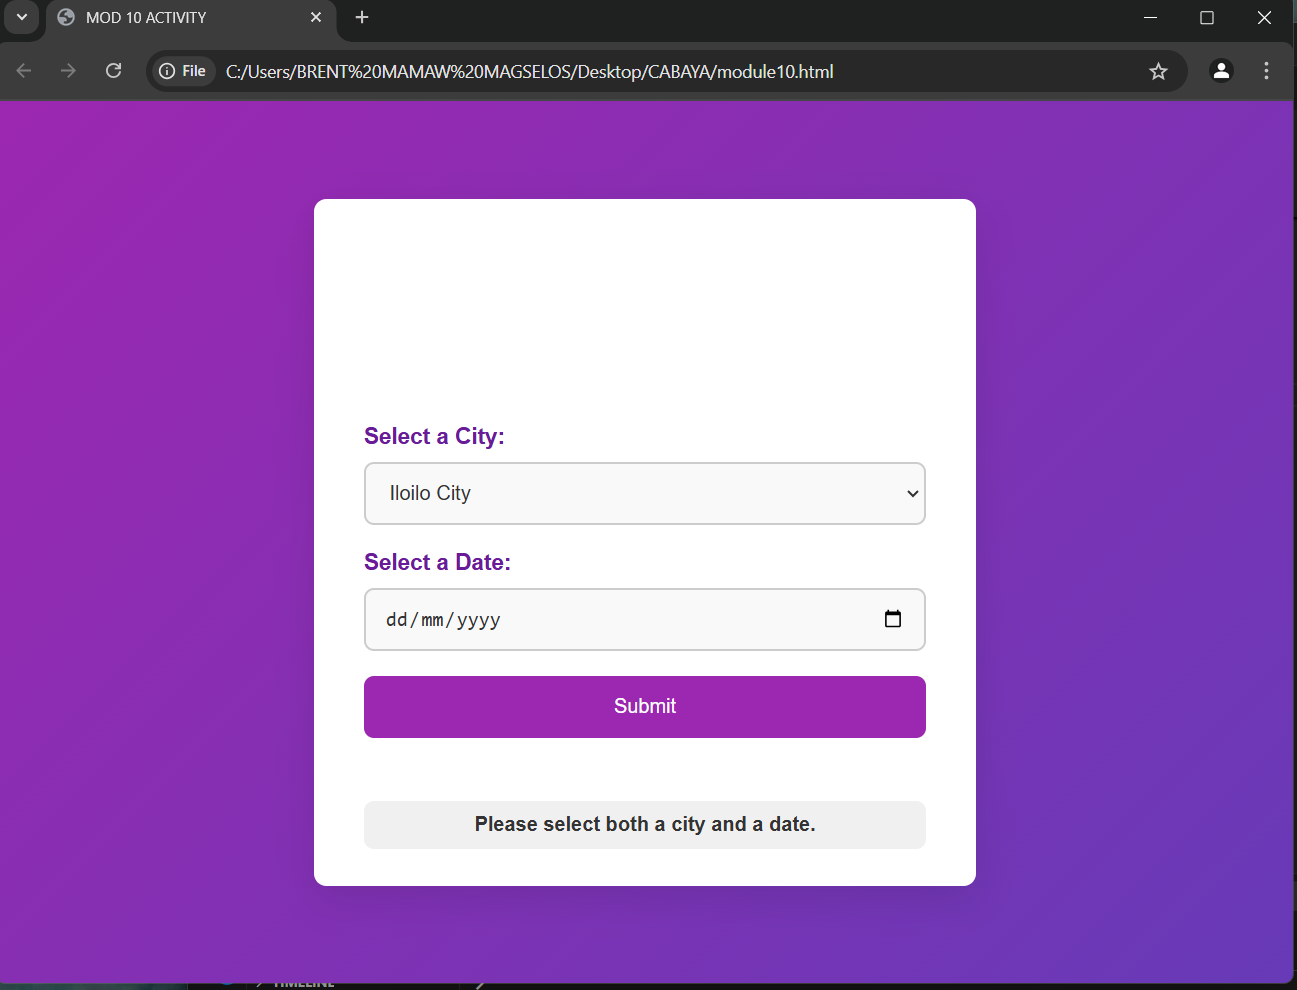 MOD 10 ACTIVITY
File C:/Users/BRENT%20MAMAW%20MAGSELOS/Desktop/CABAYA/module10.html
Select a City:
Iloilo City
Select a Date:
dd/mm/yyyy
Submit
Please select both a city and a date.
TIMELINE